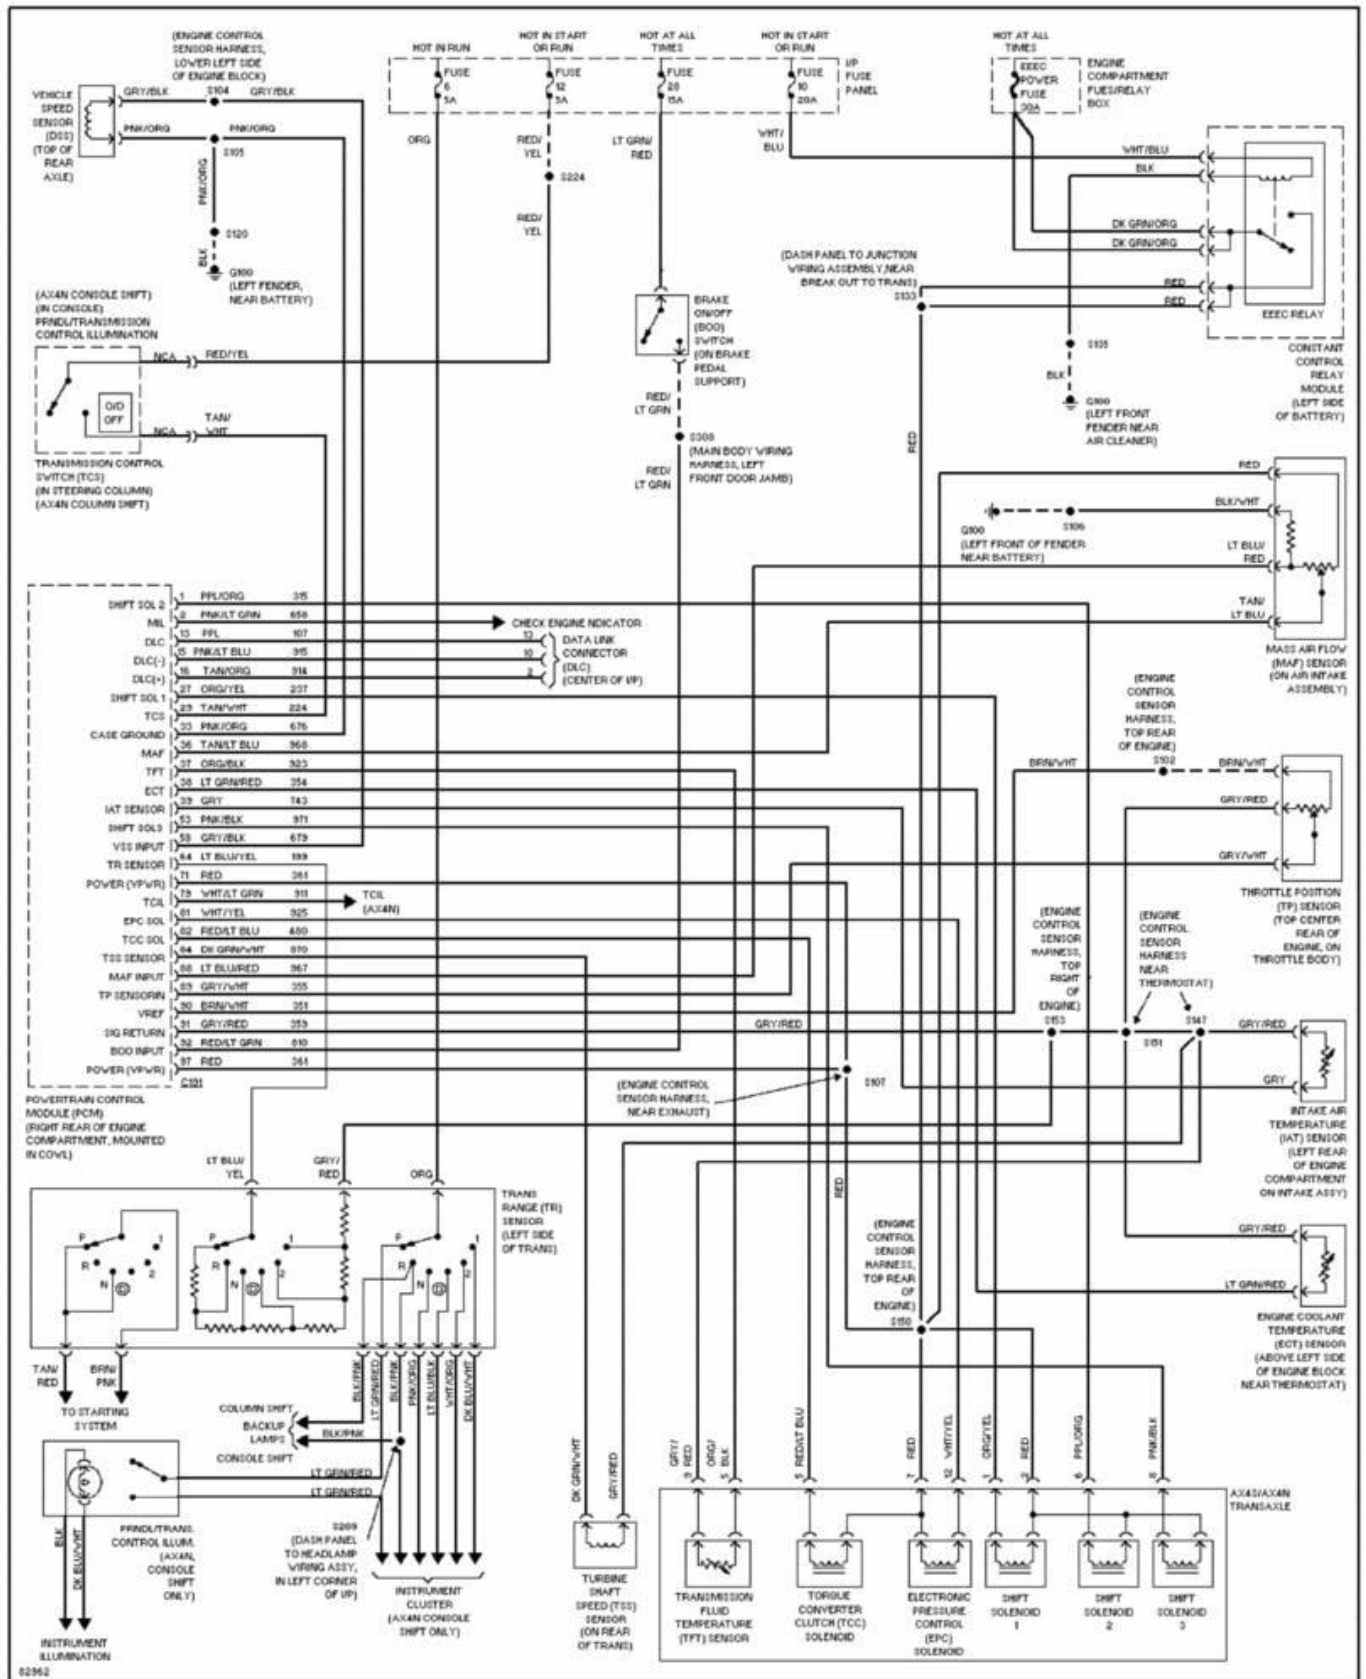 (ENGINE CONTROL
SENSOR HARNESS,
LOWER LEFT SIDE
OF ENGINE BLOCK)
HOT IN RUN
HOT IN START
OR RUN
HOT AT ALL
TIMES
HOT IN START
OR RUN
HOT AT ALL
TIMES
FUSE
6
5A
FUSE
12
5A
FUSE
28
15A
FUSE
10
20A
I/P
FUSE
PANEL
EEEC
POWER
FUSE
30A
ENGINE
COMPARTMENT
FUES/RELAY
BOX
VEHICLE
SPEED
SENSOR
(DSS)
(TOP OF
REAR
AXLE)
GRY/BLK
S104
GRY/BLK
PNK/ORG
PNK/ORG
S105
PNK/ORG
S120
BLK
G100
(LEFT FENDER,
NEAR BATTERY)
ORG
RED/
YEL
S224
RED/
YEL
LT GRN/
RED
WHT/
BLU
WHT/BLU
BLK
DK GRN/ORG
DK GRN/ORG
RED
RED
EEEC RELAY
CONSTANT
CONTROL
RELAY
MODULE
(LEFT SIDE
OF BATTERY)
(DASH PANEL TO JUNCTION
WIRING ASSEMBLY,NEAR
BREAK OUT TO TRANS)
S133
S135
BLK
G100
(LEFT FRONT
FENDER NEAR
AIR CLEANER)
(AX4N CONSOLE SHIFT)
(IN CONSOLE)
PRNDL/TRANSMISSION
CONTROL ILLUMINATION
NCA
RED/YEL
O/D
OFF
NCA
TAN/
WHT
TRANSMISSION CONTROL
SWITCH (TCS)
(IN STEERING COLUMN)
(AX4N COLUMN SHIFT)
BRAKE
ON/OFF
(BOO)
SWITCH
(ON BRAKE
PEDAL
SUPPORT)
RED/
LT GRN
S308
(MAIN BODY WIRING
HARNESS, LEFT
FRONT DOOR JAMB)
RED/
LT GRN
RED
RED
BLK/WHT
S106
G100
(LEFT FRONT OF FENDER
NEAR BATTERY)
LT BLU/
RED
TAN/
LT BLU
MASS AIR FLOW
(MAF) SENSOR
(ON AIR INTAKE
ASSEMBLY)
SHIFT SOL 2 1 PPL/ORG 315
MIL 2 PNK/LT GRN 658
DLC 13 PPL 107
DLC(-) 15 PNK/LT BLU 915
DLC(+) 16 TAN/ORG 914
SHIFT SOL 1 27 ORG/YEL 237
TCS 29 TAN/WHT 224
CASE GROUND 33 PNK/ORG 676
MAF 36 TAN/LT BLU 968
TFT 37 ORG/BLK 923
ECT 38 LT GRN/RED 354
IAT SENSOR 39 GRY 743
SHIFT SOL3 53 PNK/BLK 971
VSS INPUT 58 GRY/BLK 679
TR SENSOR 64 LT BLU/YEL 199
POWER (VPWR) 71 RED 361
TCIL 79 WHT/LT GRN 911
EPC SOL 81 WHT/YEL 925
TCC SOL 82 RED/LT BLU 480
TSS SENSOR 84 DK GRN/WHT 970
MAF INPUT 88 LT BLU/RED 967
TP SENSORIN 89 GRY/WHT 355
VREF 90 BRN/WHT 351
SIG RETURN 91 GRY/RED 359
BOO INPUT 92 RED/LT GRN 810
POWER (VPWR) 97 RED 361
C191
POWERTRAIN CONTROL
MODULE (PCM)
(RIGHT REAR OF ENGINE
COMPARTMENT, MOUNTED
IN COWL)
CHECK ENGINE NDICATOR
13
10
2
DATA LINK
CONNECTOR
(DLC)
(CENTER OF I/P)
TCIL
(AX4N)
(ENGINE
CONTROL
SENSOR
HARNESS,
TOP REAR
OF ENGINE)
S102
BRN/WHT
BRN/WHT
GRY/RED
GRY/WHT
THROTTLE POSITION
(TP) SENSOR
(TOP CENTER
REAR OF
ENGINE, ON
THROTTLE BODY)
(ENGINE
CONTROL
SENSOR
HARNESS,
TOP
RIGHT
OF
ENGINE)
S153
(ENGINE
CONTROL
SENSOR
HARNESS
NEAR
THERMOSTAT)
S151
S147
GRY/RED
GRY/RED
GRY
INTAKE AIR
TEMPERATURE
(IAT) SENSOR
(LEFT REAR
OF ENGINE
COMPARTMENT
ON INTAKE ASSY)
(ENGINE CONTROL
SENSOR HARNESS,
NEAR EXHAUST)
S107
RED
GRY/RED
LT GRN/RED
ENGINE COOLANT
TEMPERATURE
(ECT) SENSOR
(ABOVE LEFT SIDE
OF ENGINE BLOCK
NEAR THERMOSTAT)
(ENGINE
CONTROL
SENSOR
HARNESS,
TOP REAR
OF
ENGINE)
S150
LT BLU/
YEL
GRY/
RED
ORG
TRANS
RANGE (TR)
SENSOR
(LEFT SIDE
OF TRANS)
P
R
N
D
2
1
P
R
N
D
2
1
P
R
N
D
2
1
TAN/
RED
BRN/
PNK
TO STARTING
SYSTEM
BLK/PNK
LT GRN/RED
BLK/PNK
PNK/ORG
LT BLU/BLK
WHT/ORG
DK BLU/WHT
COLUMN SHIFT
BACKUP
LAMPS
CONSOLE SHIFT
BLK/PNK
LT GRN/RED
LT GRN/RED
PRNDL/TRANS.
CONTROL ILLUM.
(AX4N,
CONSOLE
SHIFT
ONLY)
BLK
DK BLU/WHT
INSTRUMENT
ILLUMINATION
S209
(DASH PANEL
TO HEADLAMP
WIRING ASSY,
IN LEFT CORNER
OF I/P)
INSTRUMENT
CLUSTER
(AX4N CONSOLE
SHIFT ONLY)
DK GRN/WHT
GRY/RED
TURBINE
SHAFT
SPEED (TSS)
SENSOR
(ON REAR
OF TRANS)
GRY/
RED
9
ORG/
BLK
5
RED/LT BLU
5
RED
7
WHT/YEL
12
ORG/YEL
1
RED
2
PPL/ORG
6
PNK/BLK
8
AX4S/AX4N
TRANSAXLE
TRANSMISSION
FLUID
TEMPERATURE
(TFT) SENSOR
TORQUE
CONVERTER
CLUTCH (TCC)
SOLENOID
ELECTRONIC
PRESSURE
CONTROL
(EPC)
SOLENOID
SHIFT
SOLENOID
1
SHIFT
SOLENOID
2
SHIFT
SOLENOID
3
82962